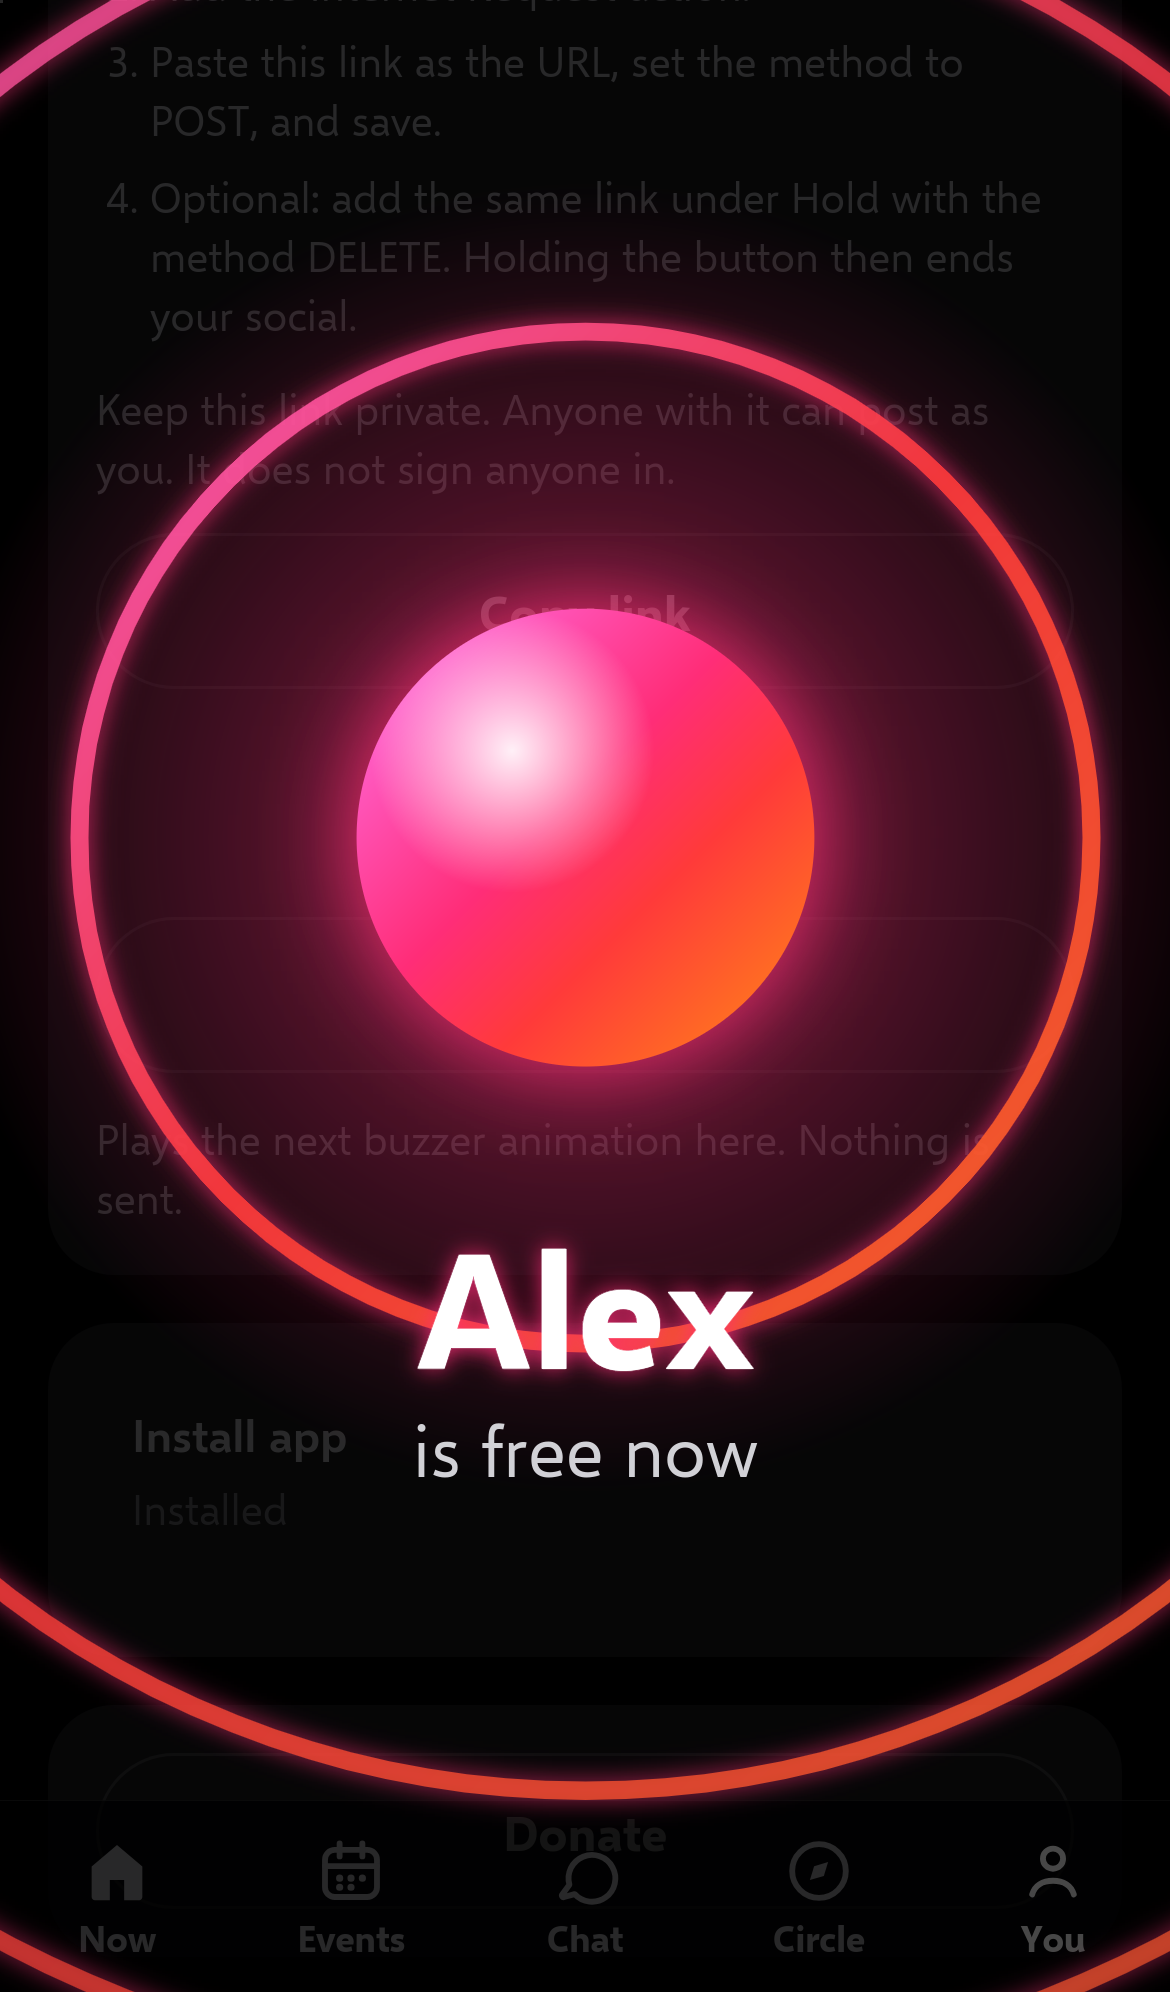 3. Paste this link as the URL, set the method to
POST, and save.
4. Optional: add the same link under Hold with the
method DELETE. Holding the button then ends
your social.
Keep this link private. Anyone with it can post as
you. It does not sign anyone in.
Copy link
Plays the next buzzer animation here. Nothing is
sent.
Alex
is free now
Install app
Installed
Donate
Now
Events
Chat
Circle
You